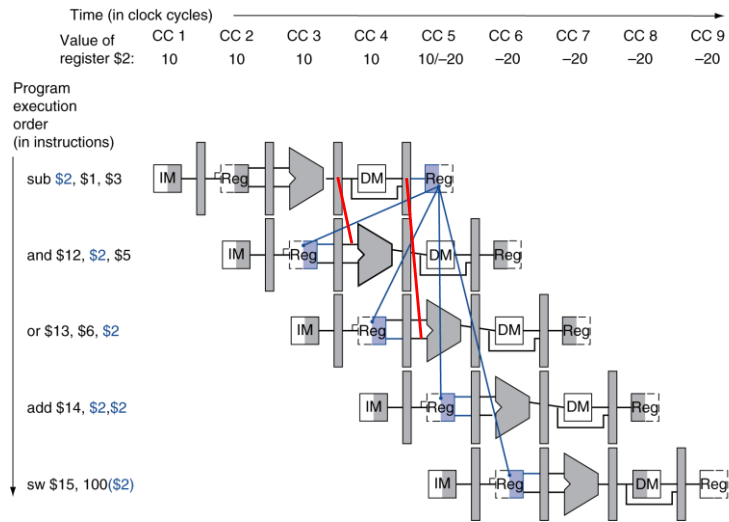 Time (in clock cycles)
Value of register $2:
CC 1 CC 2 CC 3 CC 4 CC 5 CC 6 CC 7 CC 8 CC 9
10 10 10 10 10/–20 –20 –20 –20 –20
Program
execution
order
(in instructions)
sub $2, $1, $3
IM Reg DM Reg
and $12, $2, $5
IM Reg DM Reg
or $13, $6, $2
IM Reg DM Reg
add $14, $2,$2
IM Reg DM Reg
sw $15, 100($2)
IM Reg DM Reg